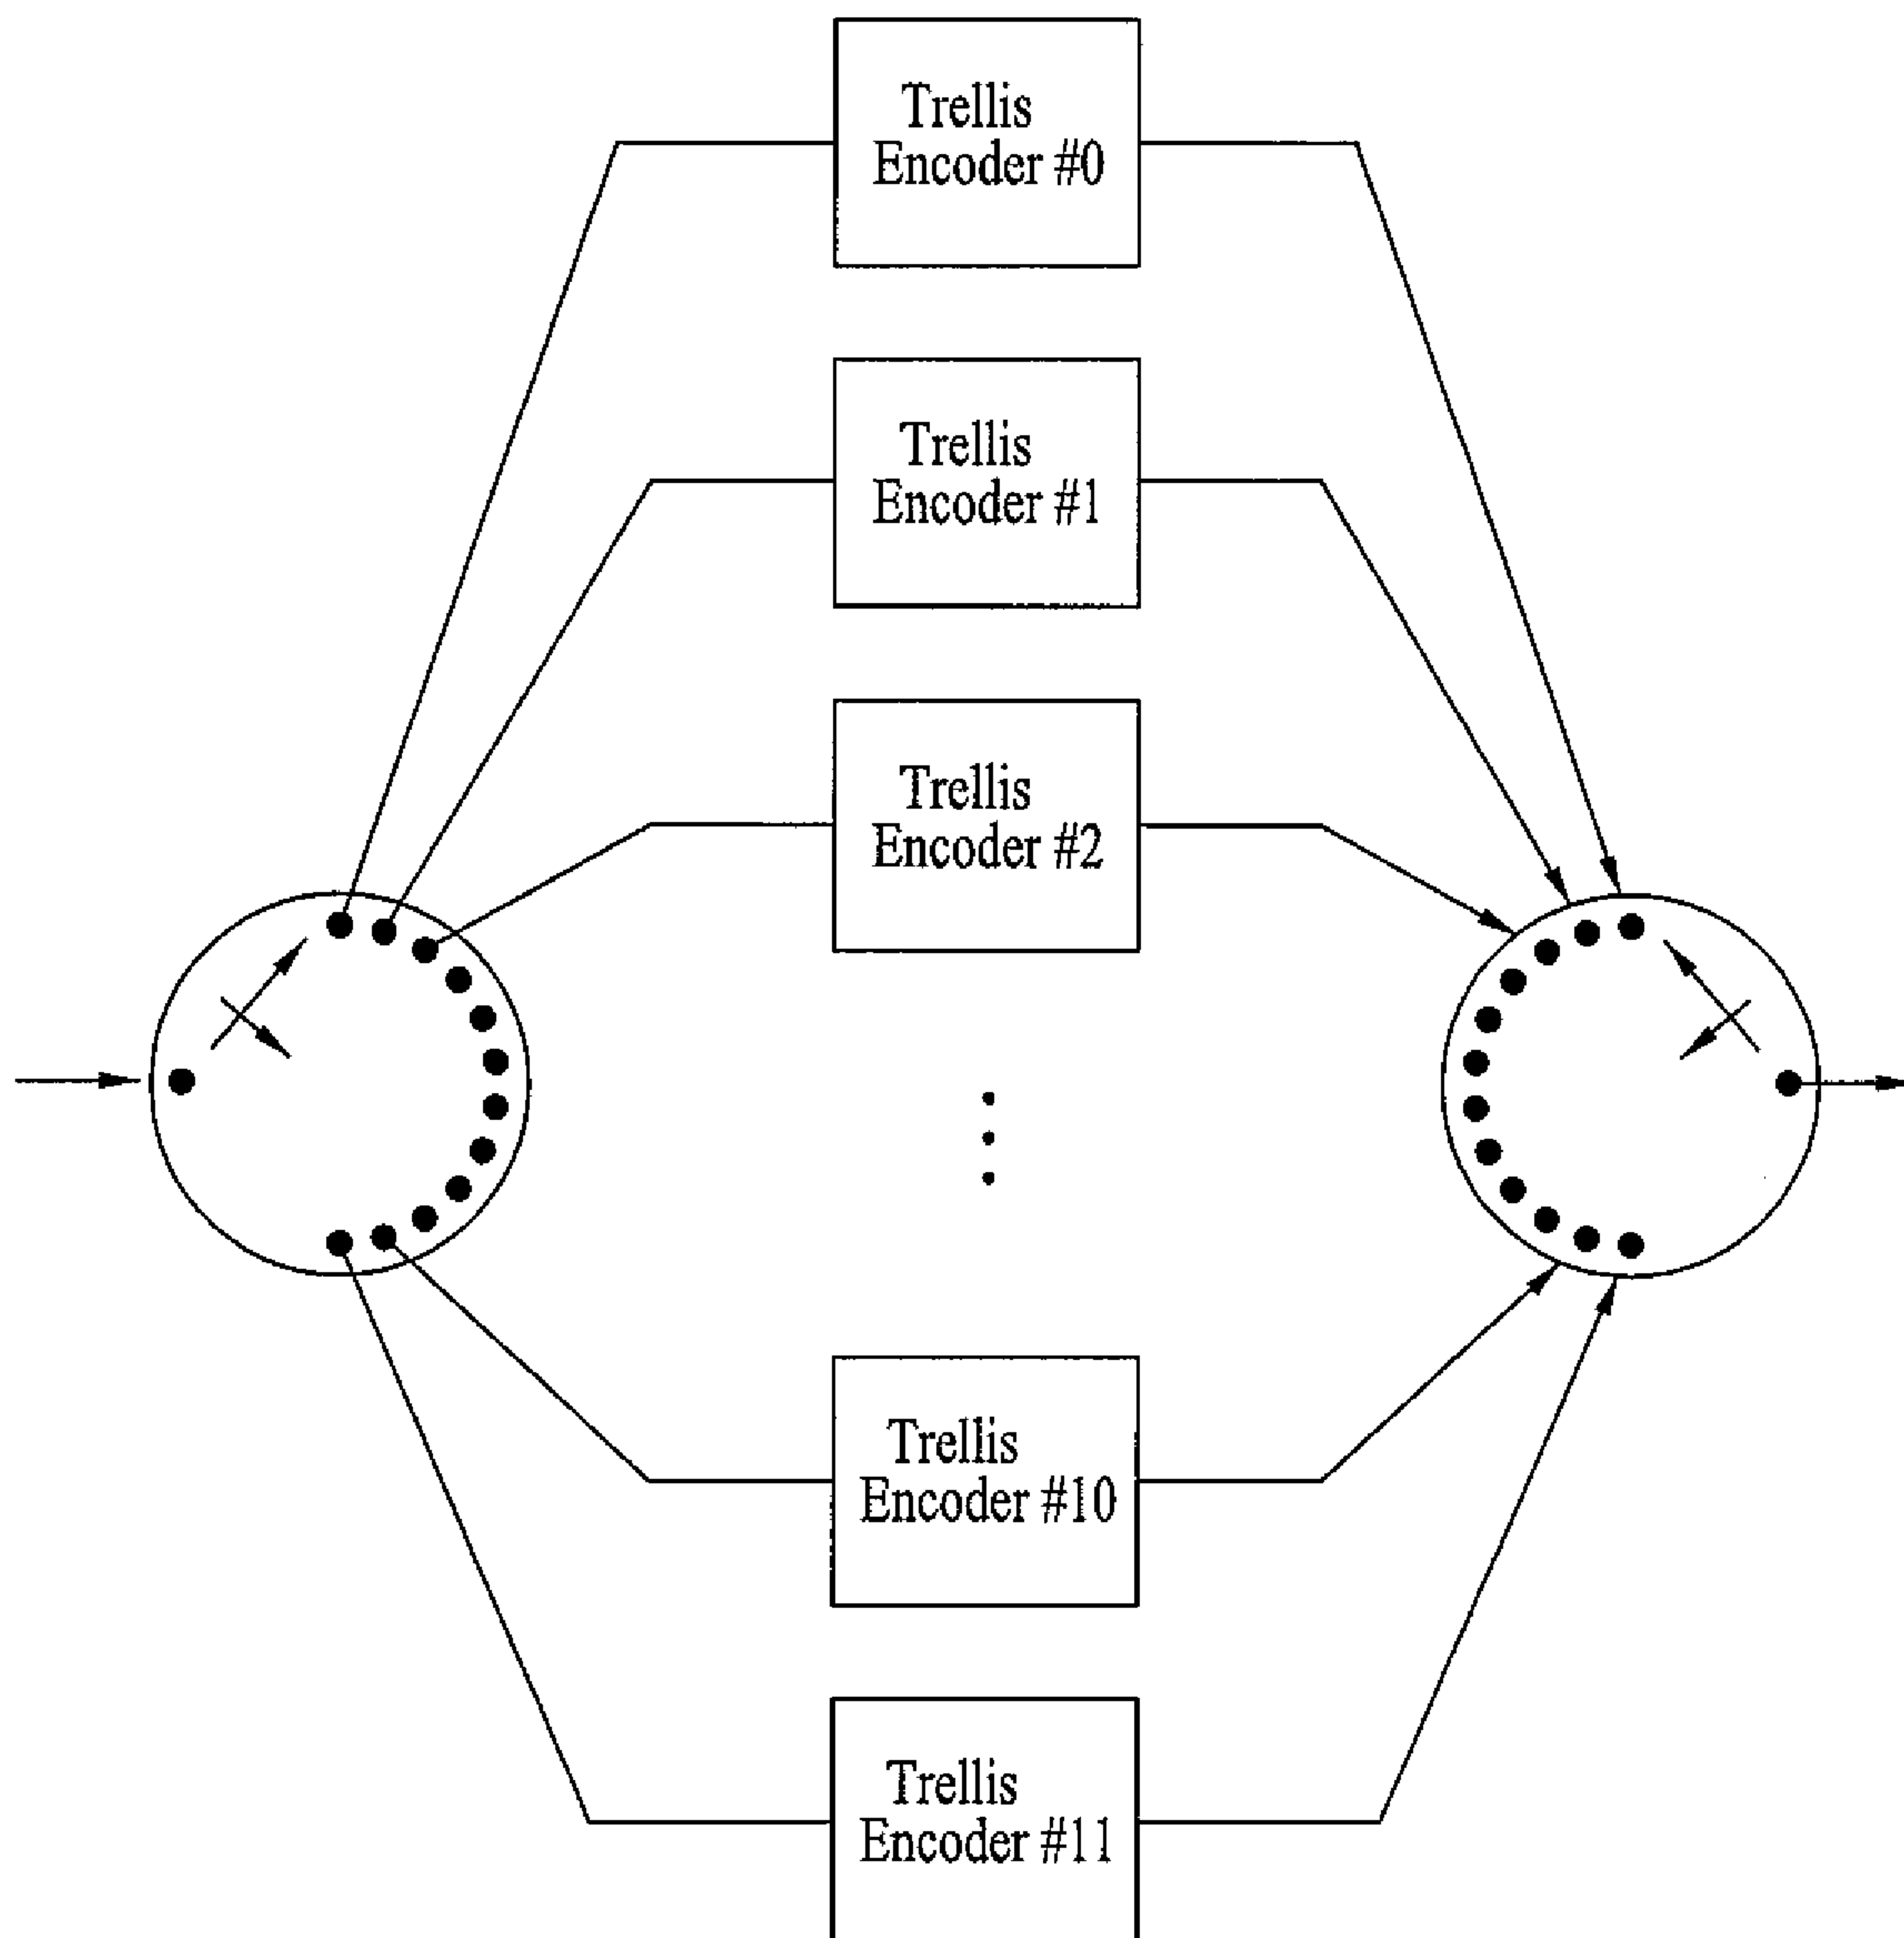 Trellis
Encoder #0
Trellis
Encoder #1
Trellis
Encoder #2
Trellis
Encoder #10
Trellis
Encoder #11